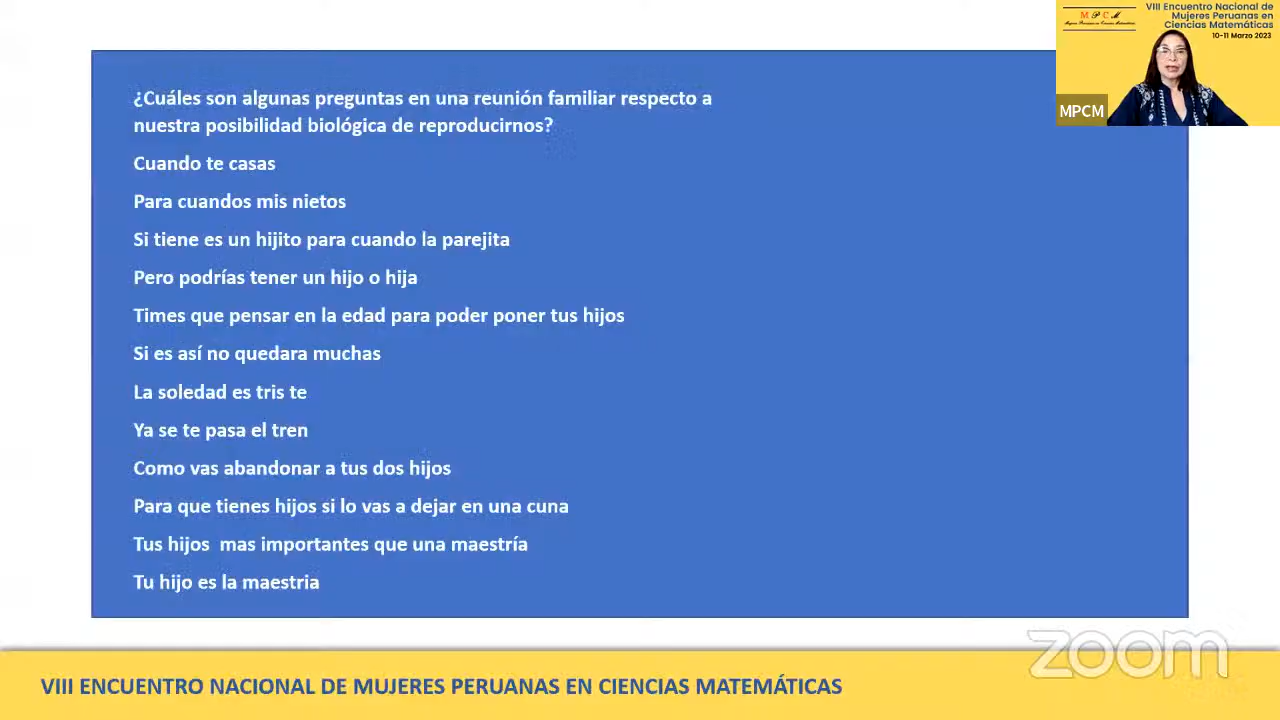 ¿Cuáles son algunas preguntas en una reunión familiar respecto a
nuestra posibilidad biológica de reproducirnos?
Cuando te casas
Para cuandos mis nietos
Si tiene es un hijito para cuando la parejita
Pero podrías tener un hijo o hija
Times que pensar en la edad para poder poner tus hijos
Si es así no quedara muchas
La soledad es tris te
Ya se te pasa el tren
Como vas abandonar a tus dos hijos
Para que tienes hijos si lo vas a dejar en una cuna
Tus hijos  mas importantes que una maestría
Tu hijo es la maestria
M P C M
Mujeres Peruanas en Ciencias Matemáticas
VIII Encuentro Nacional de
Mujeres Peruanas en
Ciencias Matemáticas
10-11 Marzo 2023
MPCM
zoom
VIII ENCUENTRO NACIONAL DE MUJERES PERUANAS EN CIENCIAS MATEMÁTICAS